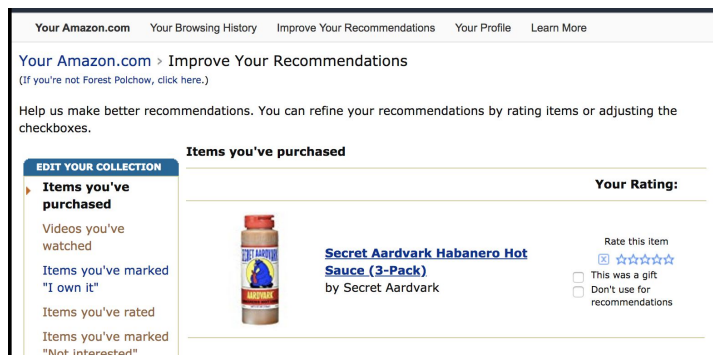 Your Amazon.com Your Browsing History Improve Your Recommendations Your Profile Learn More
Your Amazon.com › Improve Your Recommendations
(If you're not Forest Polchow, click here.)
Help us make better recommendations. You can refine your recommendations by rating items or adjusting the
checkboxes.
EDIT YOUR COLLECTION
Items you've
purchased
Videos you've
watched
Items you've marked
"I own it"
Items you've rated
Items you've marked
"Not interested"
Items you've purchased
Your Rating:
SECRET AARDVARK
AARDVARK
Secret Aardvark Habanero Hot
Sauce (3-Pack)
by Secret Aardvark
Rate this item
This was a gift
Don't use for
recommendations